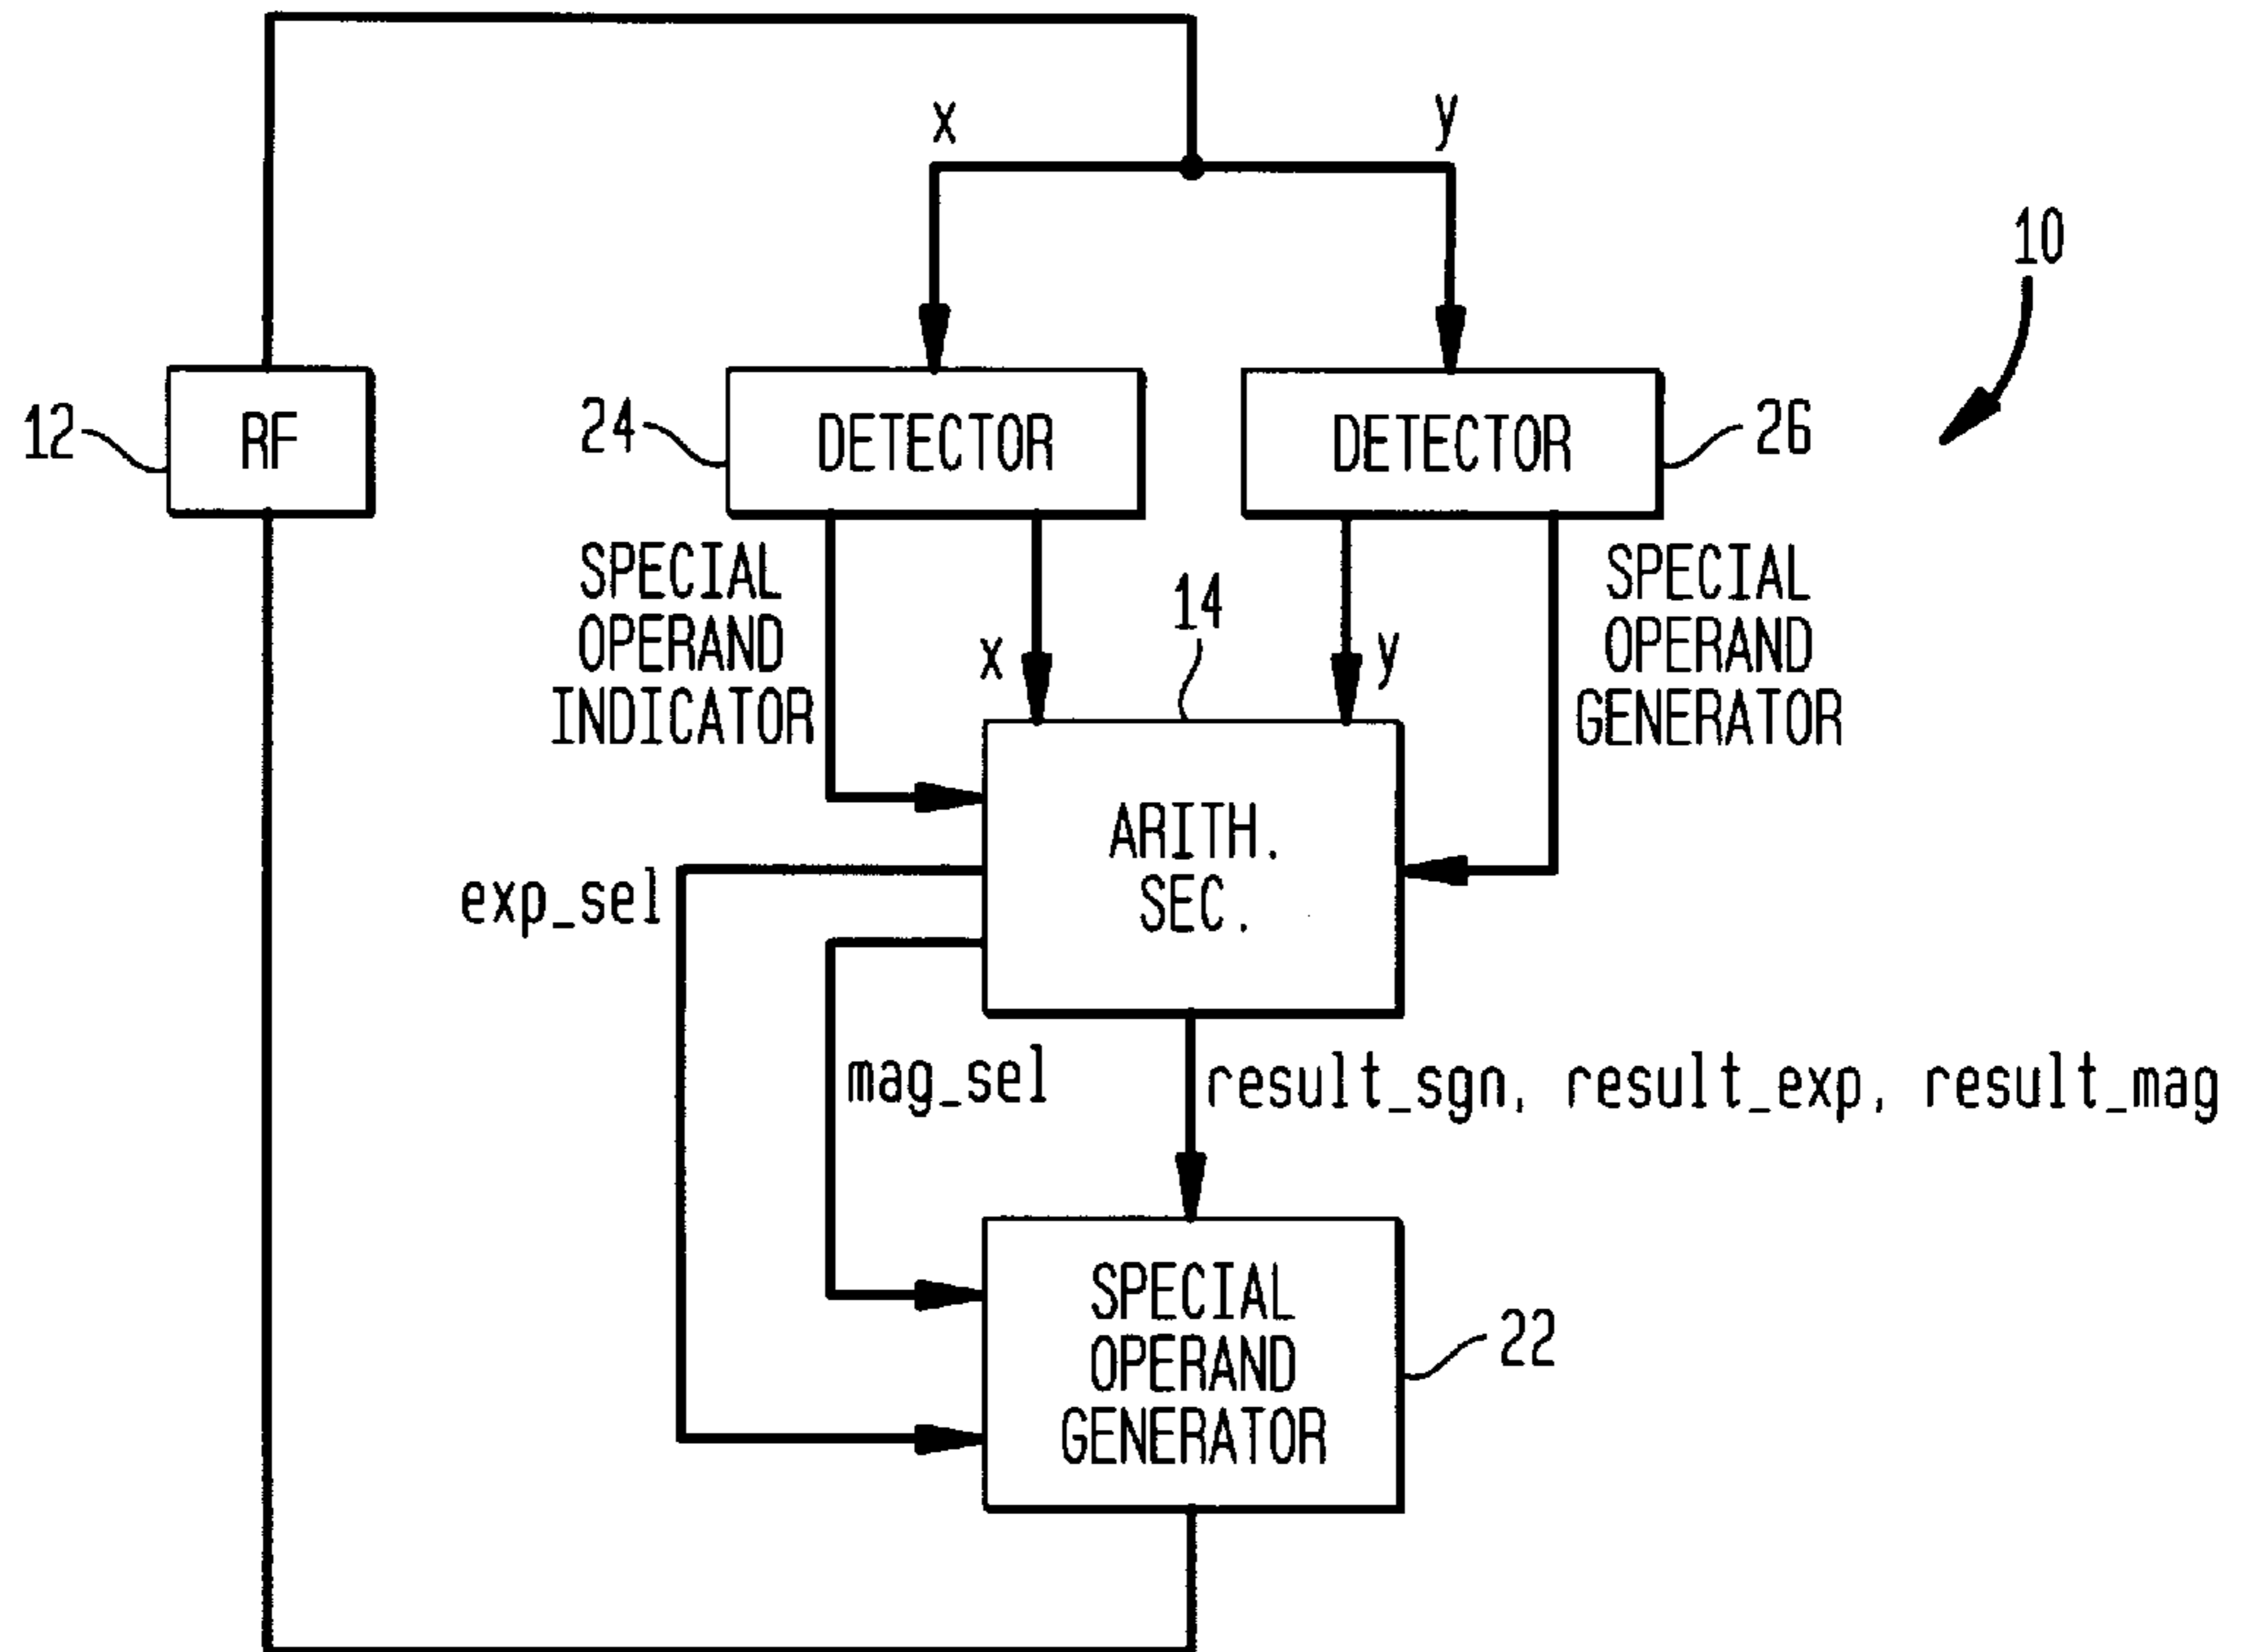 x
y
10
12
RF
24
DETECTOR
DETECTOR
26
SPECIAL
OPERAND
INDICATOR
x
14
y
SPECIAL
OPERAND
GENERATOR
ARITH.
SEC.
exp_sel
mag_sel
result_sgn, result_exp, result_mag
SPECIAL
OPERAND
GENERATOR
22